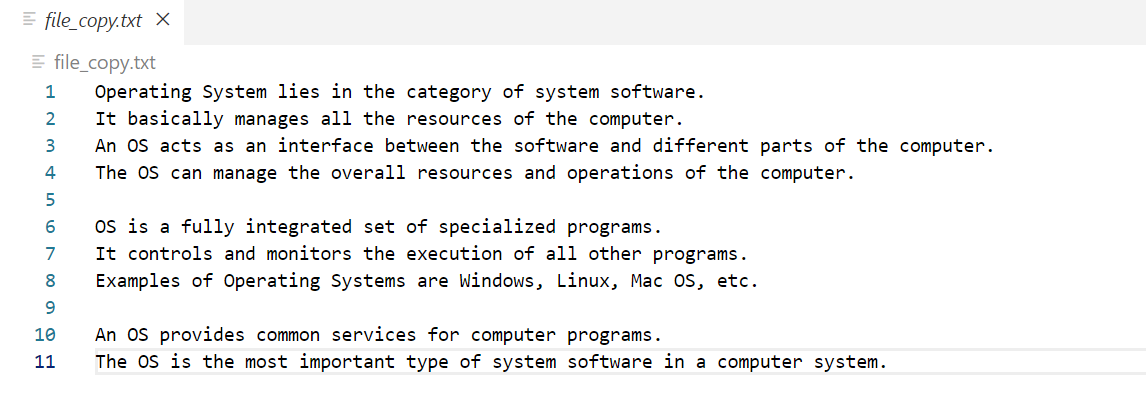 file_copy.txt
file_copy.txt
1 Operating System lies in the category of system software.
2 It basically manages all the resources of the computer.
3 An OS acts as an interface between the software and different parts of the computer.
4 The OS can manage the overall resources and operations of the computer.
5
6 OS is a fully integrated set of specialized programs.
7 It controls and monitors the execution of all other programs.
8 Examples of Operating Systems are Windows, Linux, Mac OS, etc.
9
10 An OS provides common services for computer programs.
11 The OS is the most important type of system software in a computer system.